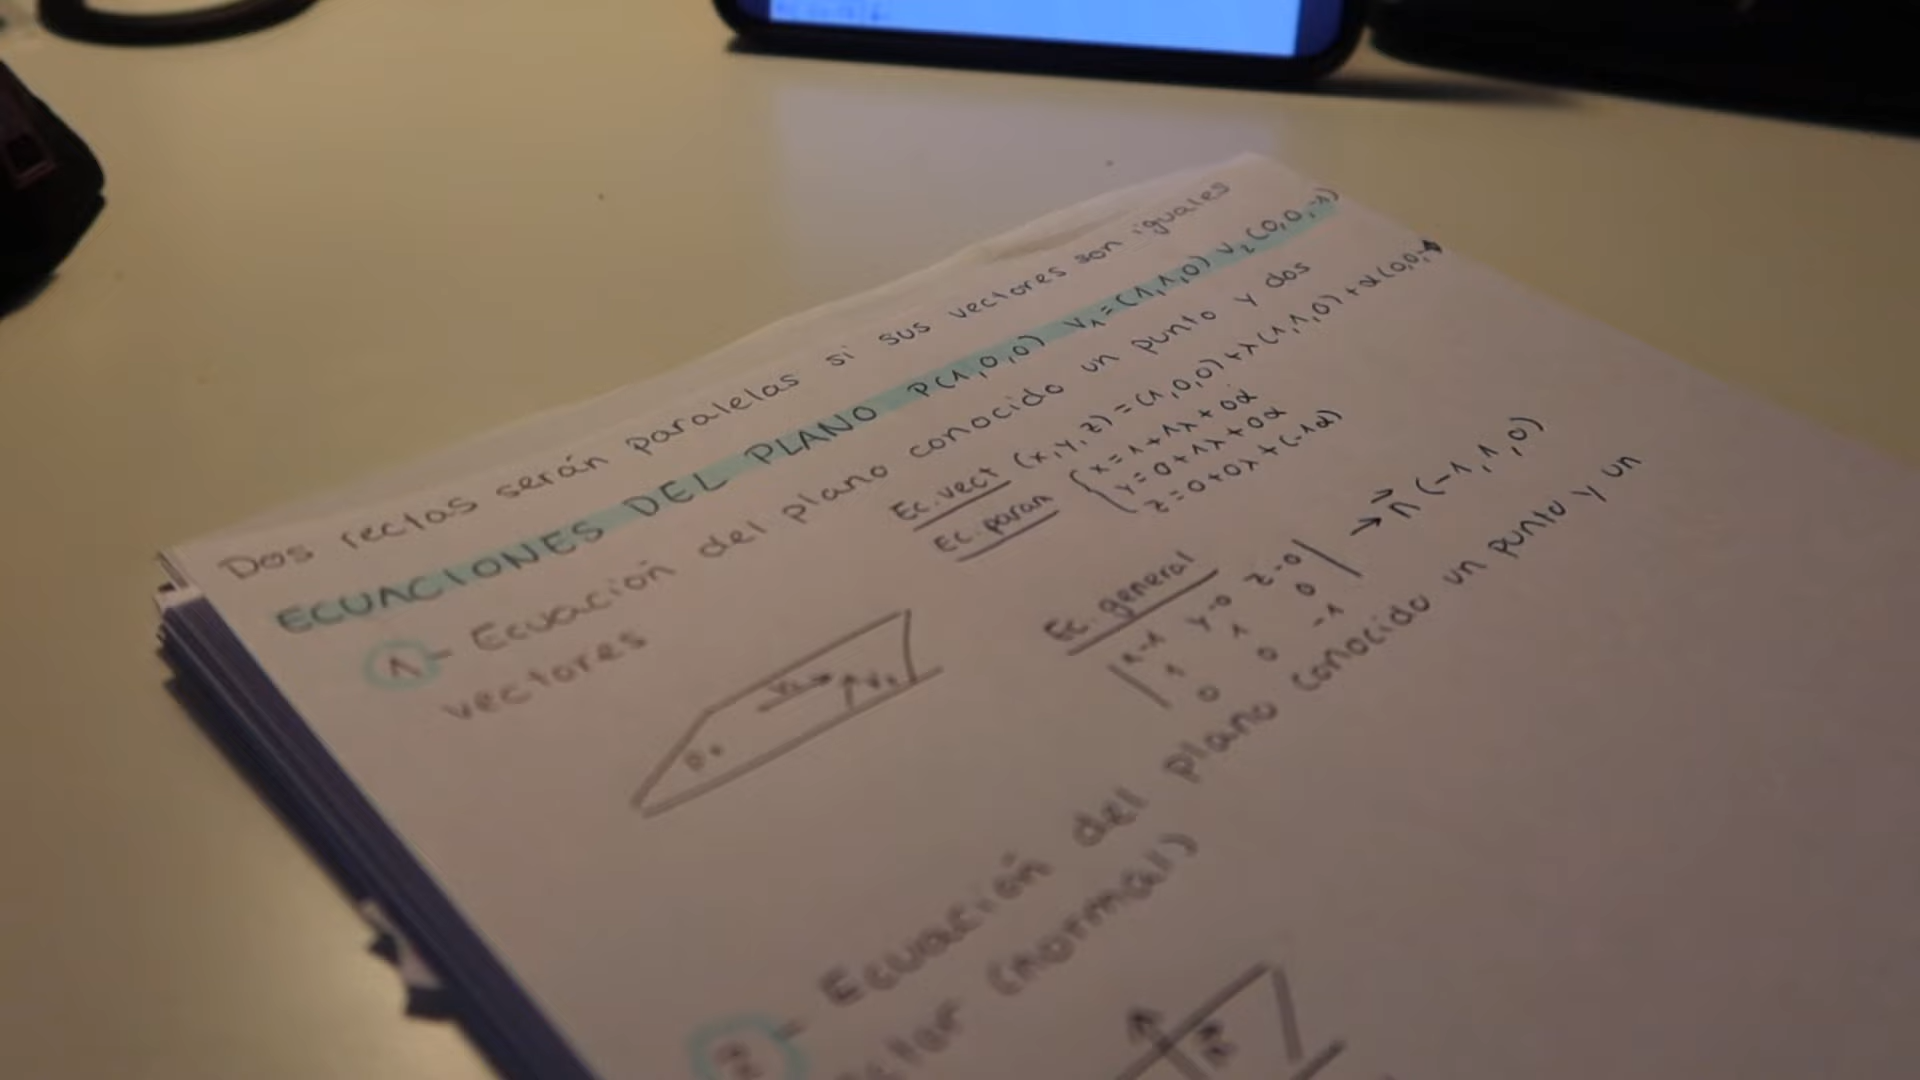 Dos rectas serán paralelas si sus vectores son iguales
ECUACIONES DEL PLANO P(1,0,0) V₁=(1,1,0) V₂(0,0,-1)
1- Ecuación del plano conocido un punto y dos
vectores
Ec. vect (x,y,z)=(1,0,0)+λ(1,1,0)+α(0,0,-1)
Ec. param { x=1+1λ+0α
y=0+1λ+0α
z=0+0λ+(-1α)
P V₂ V₁
Ec. general
| x-1 y-0 z-0 | → n⃗ (-1,1,0)
1 1 0
0 0 -1
2- Ecuación del plano conocido un punto y un
vector (normal)
n⃗